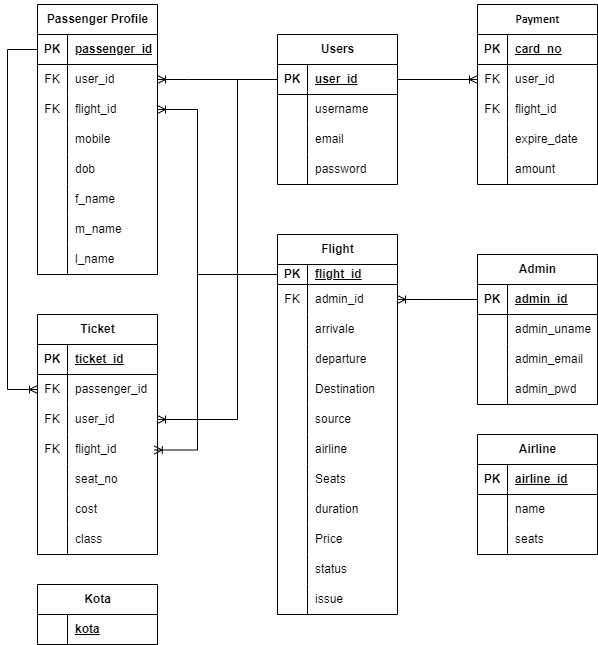 Passenger Profile
PK passenger_id
FK user_id
FK flight_id
mobile
dob
f_name
m_name
l_name
Users
PK user_id
username
email
password
Payment
PK card_no
FK user_id
FK flight_id
expire_date
amount
Ticket
PK ticket_id
FK passenger_id
FK user_id
FK flight_id
seat_no
cost
class
Flight
PK flight_id
FK admin_id
arrivale
departure
Destination
source
airline
Seats
duration
Price
status
issue
Admin
PK admin_id
admin_uname
admin_email
admin_pwd
Airline
PK airline_id
name
seats
Kota
kota